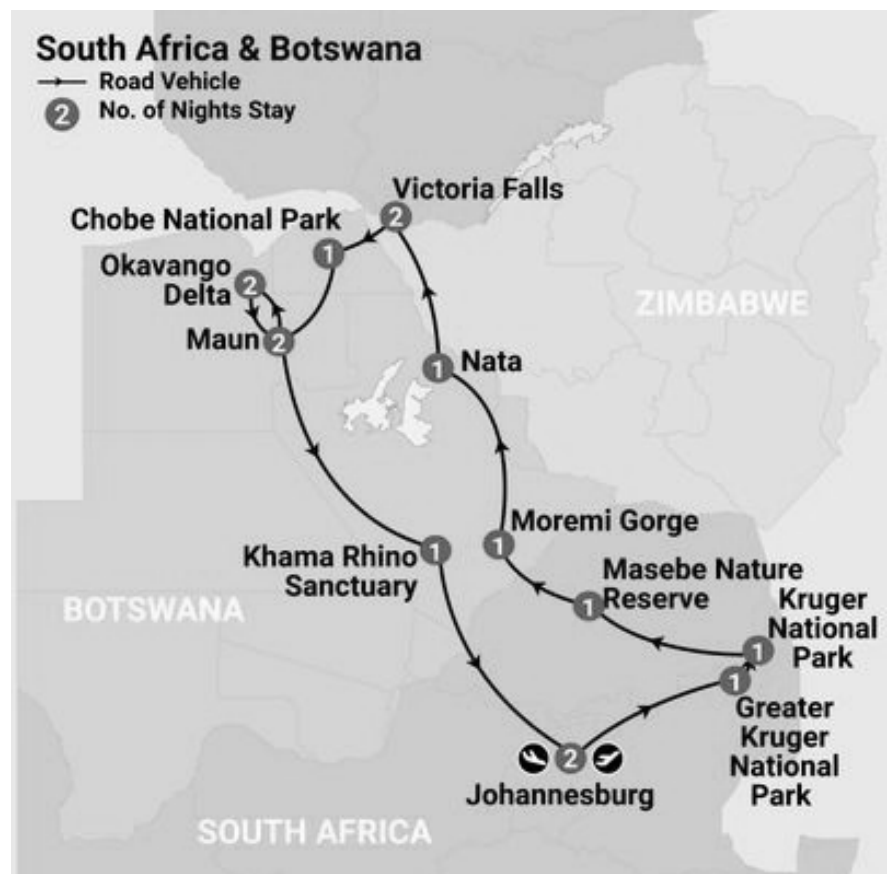 South Africa & Botswana
Road Vehicle
2 No. of Nights Stay
Victoria Falls
2
Chobe National Park
1
Okavango
Delta
2
ZIMBABWE
Maun
2
Nata
1
Moremi Gorge
1
Khama Rhino
Sanctuary
1
Masebe Nature
Reserve
1
BOTSWANA
Kruger
National
Park
1
1
Greater
Kruger
National
Park
2
Johannesburg
SOUTH AFRICA